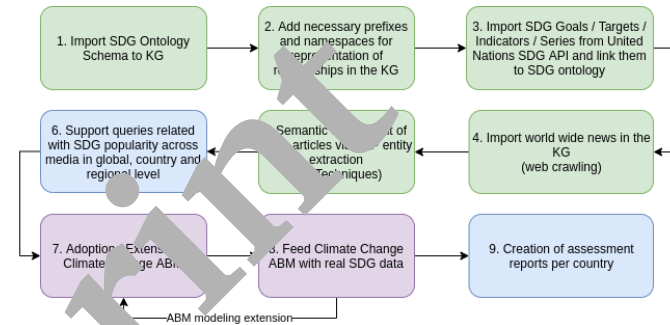 1. Import SDG Ontology
Schema to KG
2. Add necessary prefixes
and namespaces for
representation of
in the KG
3. Import SDG Goals / Targets /
Indicators / Series from United
Nations SDG API and link them
to SDG ontology
6. Support queries related
with SDG popularity across
media in global, country and
regional level
Semantic of
articles entity
extraction
4. Import world wide news in the
KG
(web crawling)
7.
Climate ABM
Feed Climate Change
ABM with real SDG data
9. Creation of assessment
reports per country
ABM modeling extension
rint